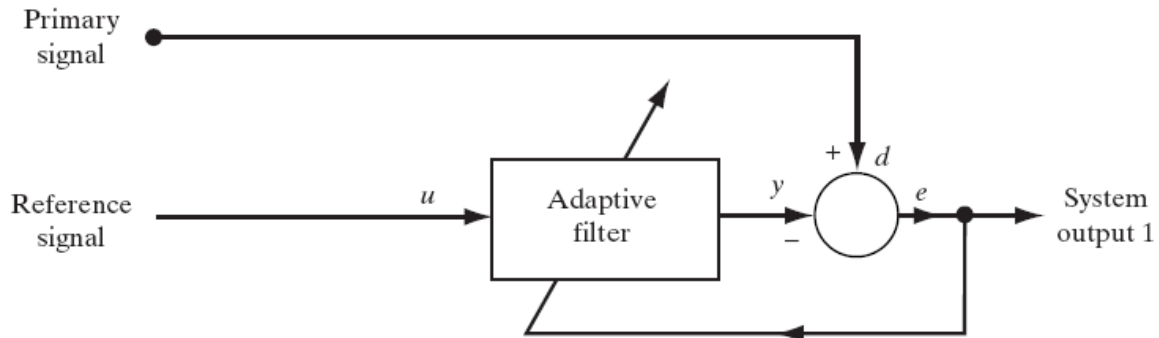 Primary
signal
+
d
Reference
signal
u
Adaptive
filter
y
−
e
System
output 1